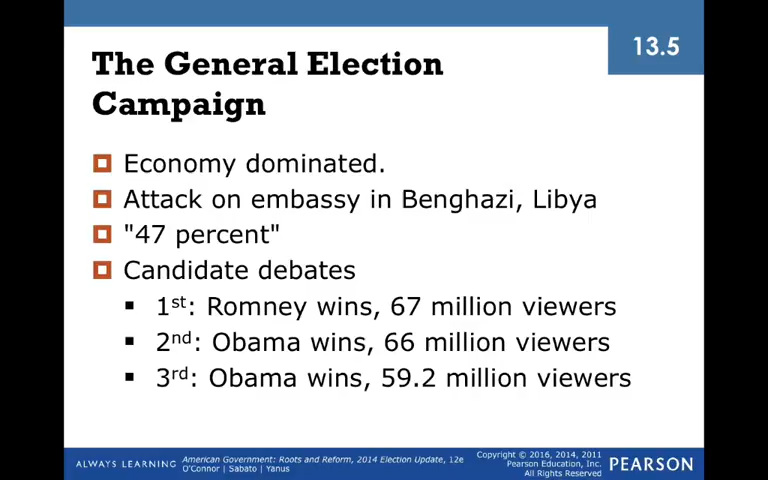 13.5
The General Election
Campaign
Economy dominated.
Attack on embassy in Benghazi, Libya
"47 percent"
Candidate debates
1st: Romney wins, 67 million viewers
2nd: Obama wins, 66 million viewers
3rd: Obama wins, 59.2 million viewers
ALWAYS LEARNING
American Government: Roots and Reform, 2014 Election Update, 12e
O'Connor | Sabato | Yanus
Copyright © 2016, 2014, 2011
Pearson Education, Inc.
All Rights Reserved
PEARSON